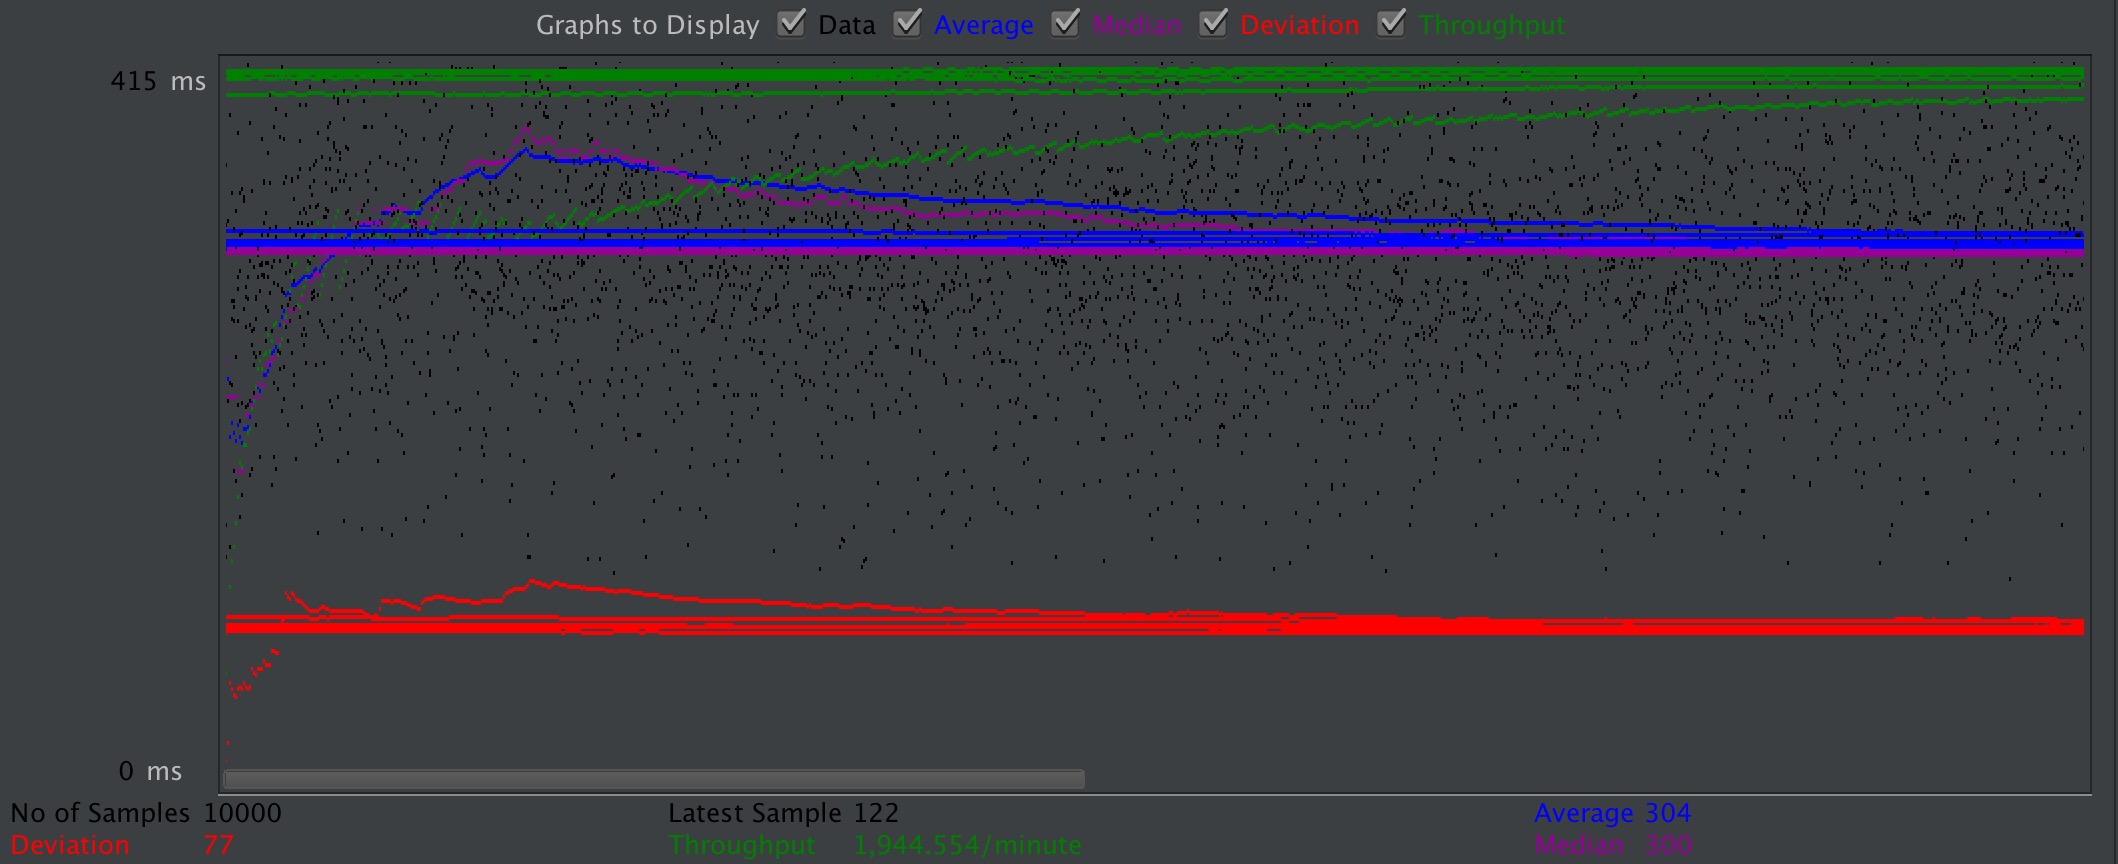 Graphs to Display Data Average Median Deviation Throughput
415 ms
0 ms
No of Samples 10000 Latest Sample 122 Average 304
Deviation 77 Throughput 1,944.554/minute Median 300